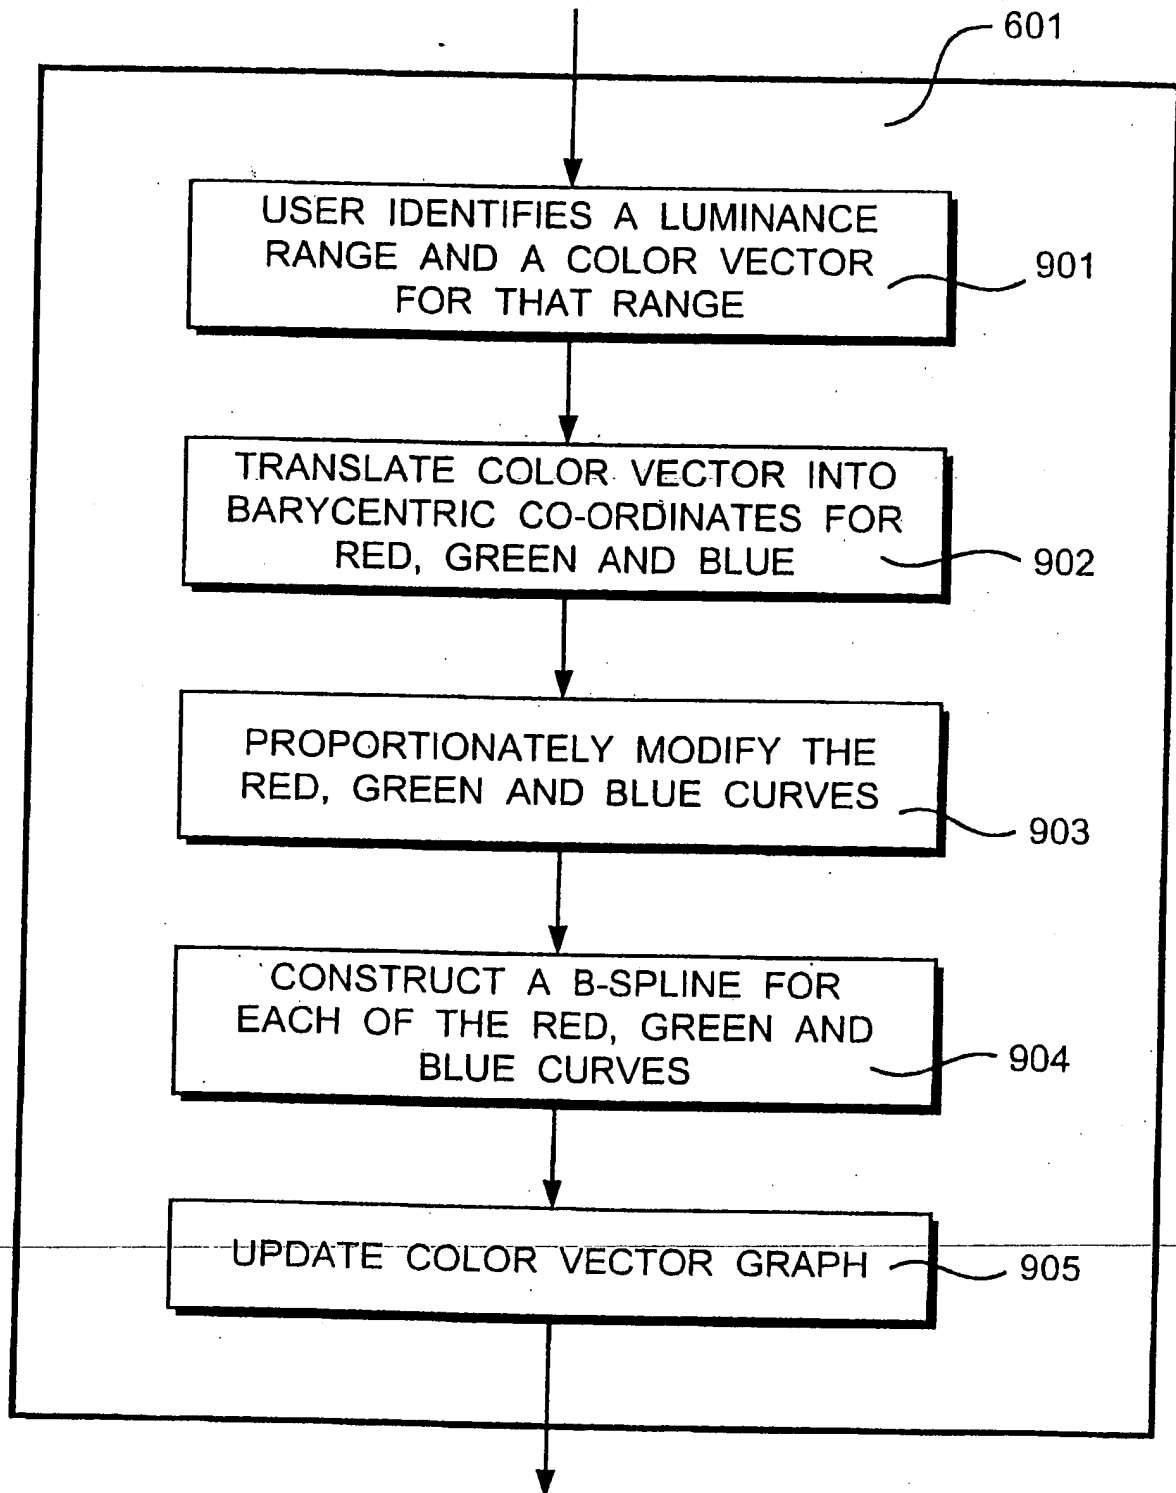 601
USER IDENTIFIES A LUMINANCE
RANGE AND A COLOR VECTOR
FOR THAT RANGE
901
TRANSLATE COLOR VECTOR INTO
BARYCENTRIC CO-ORDINATES FOR
RED, GREEN AND BLUE
902
PROPORTIONATELY MODIFY THE
RED, GREEN AND BLUE CURVES
903
CONSTRUCT A B-SPLINE FOR
EACH OF THE RED, GREEN AND
BLUE CURVES
904
UPDATE COLOR VECTOR GRAPH
905